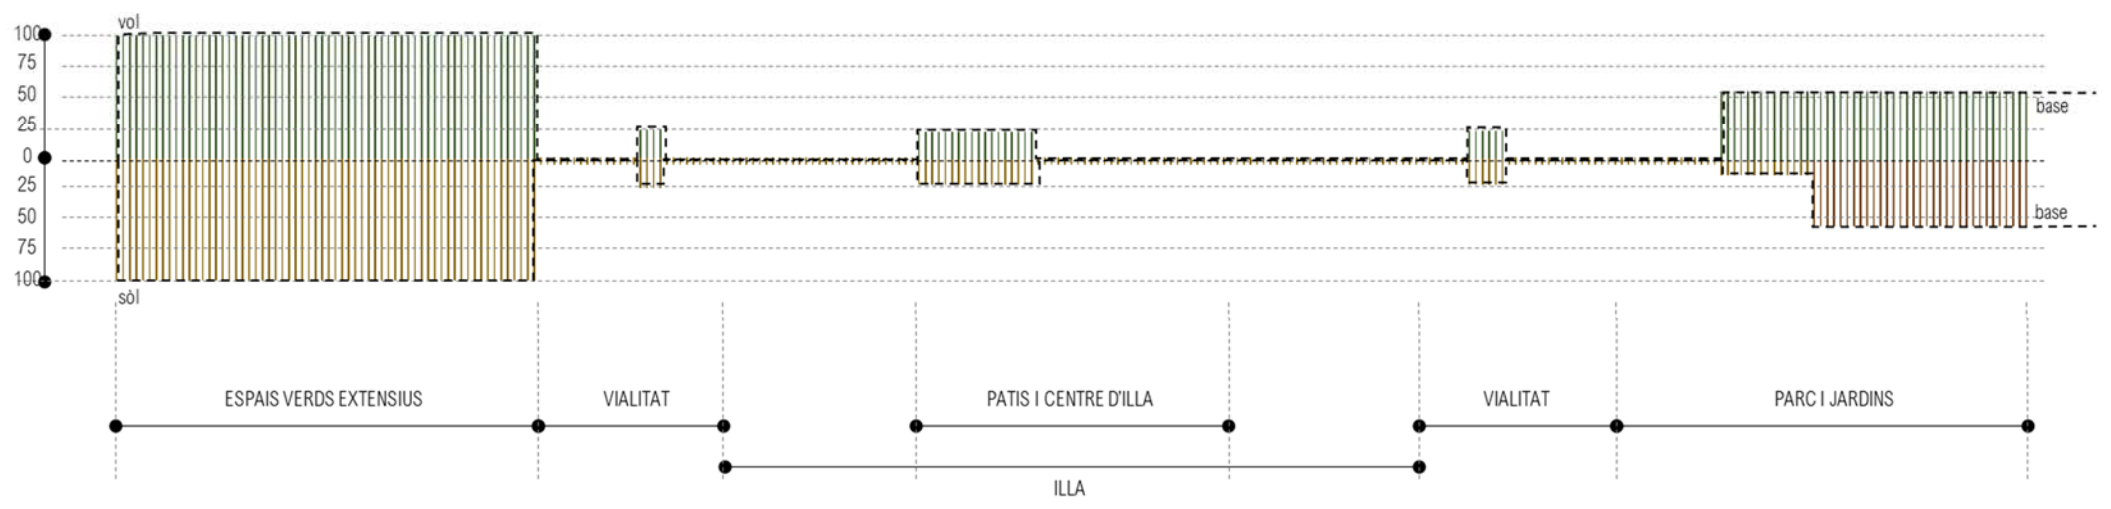 vol
100
75
50
25
0
25
50
75
100
sòl
base
base
ESPAIS VERDS EXTENSIUS
VIALITAT
PATIS I CENTRE D'ILLA
VIALITAT
PARC I JARDINS
ILLA